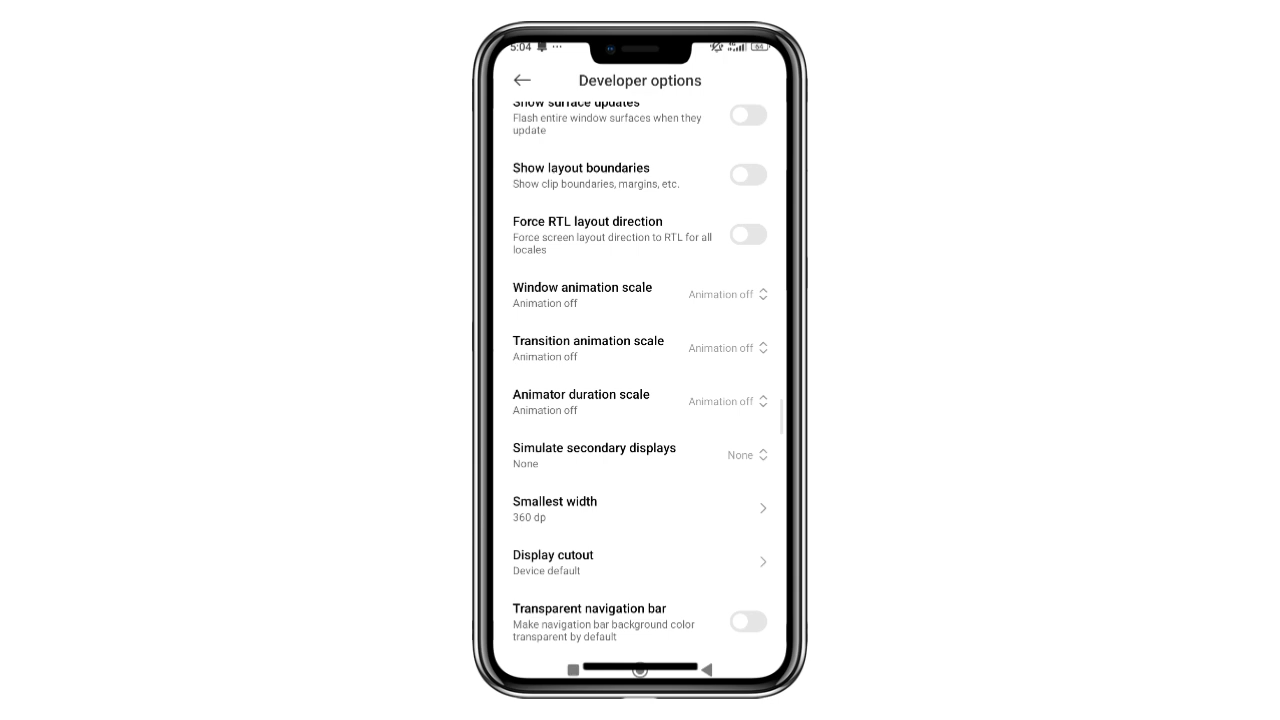 5:04
64
Developer options
Show surface updates
Flash entire window surfaces when they
update
Show layout boundaries
Show clip boundaries, margins, etc.
Force RTL layout direction
Force screen layout direction to RTL for all
locales
Window animation scale
Animation off
Animation off
Transition animation scale
Animation off
Animation off
Animator duration scale
Animation off
Animation off
Simulate secondary displays
None
None
Smallest width
360 dp
Display cutout
Device default
Transparent navigation bar
Make navigation bar background color
transparent by default